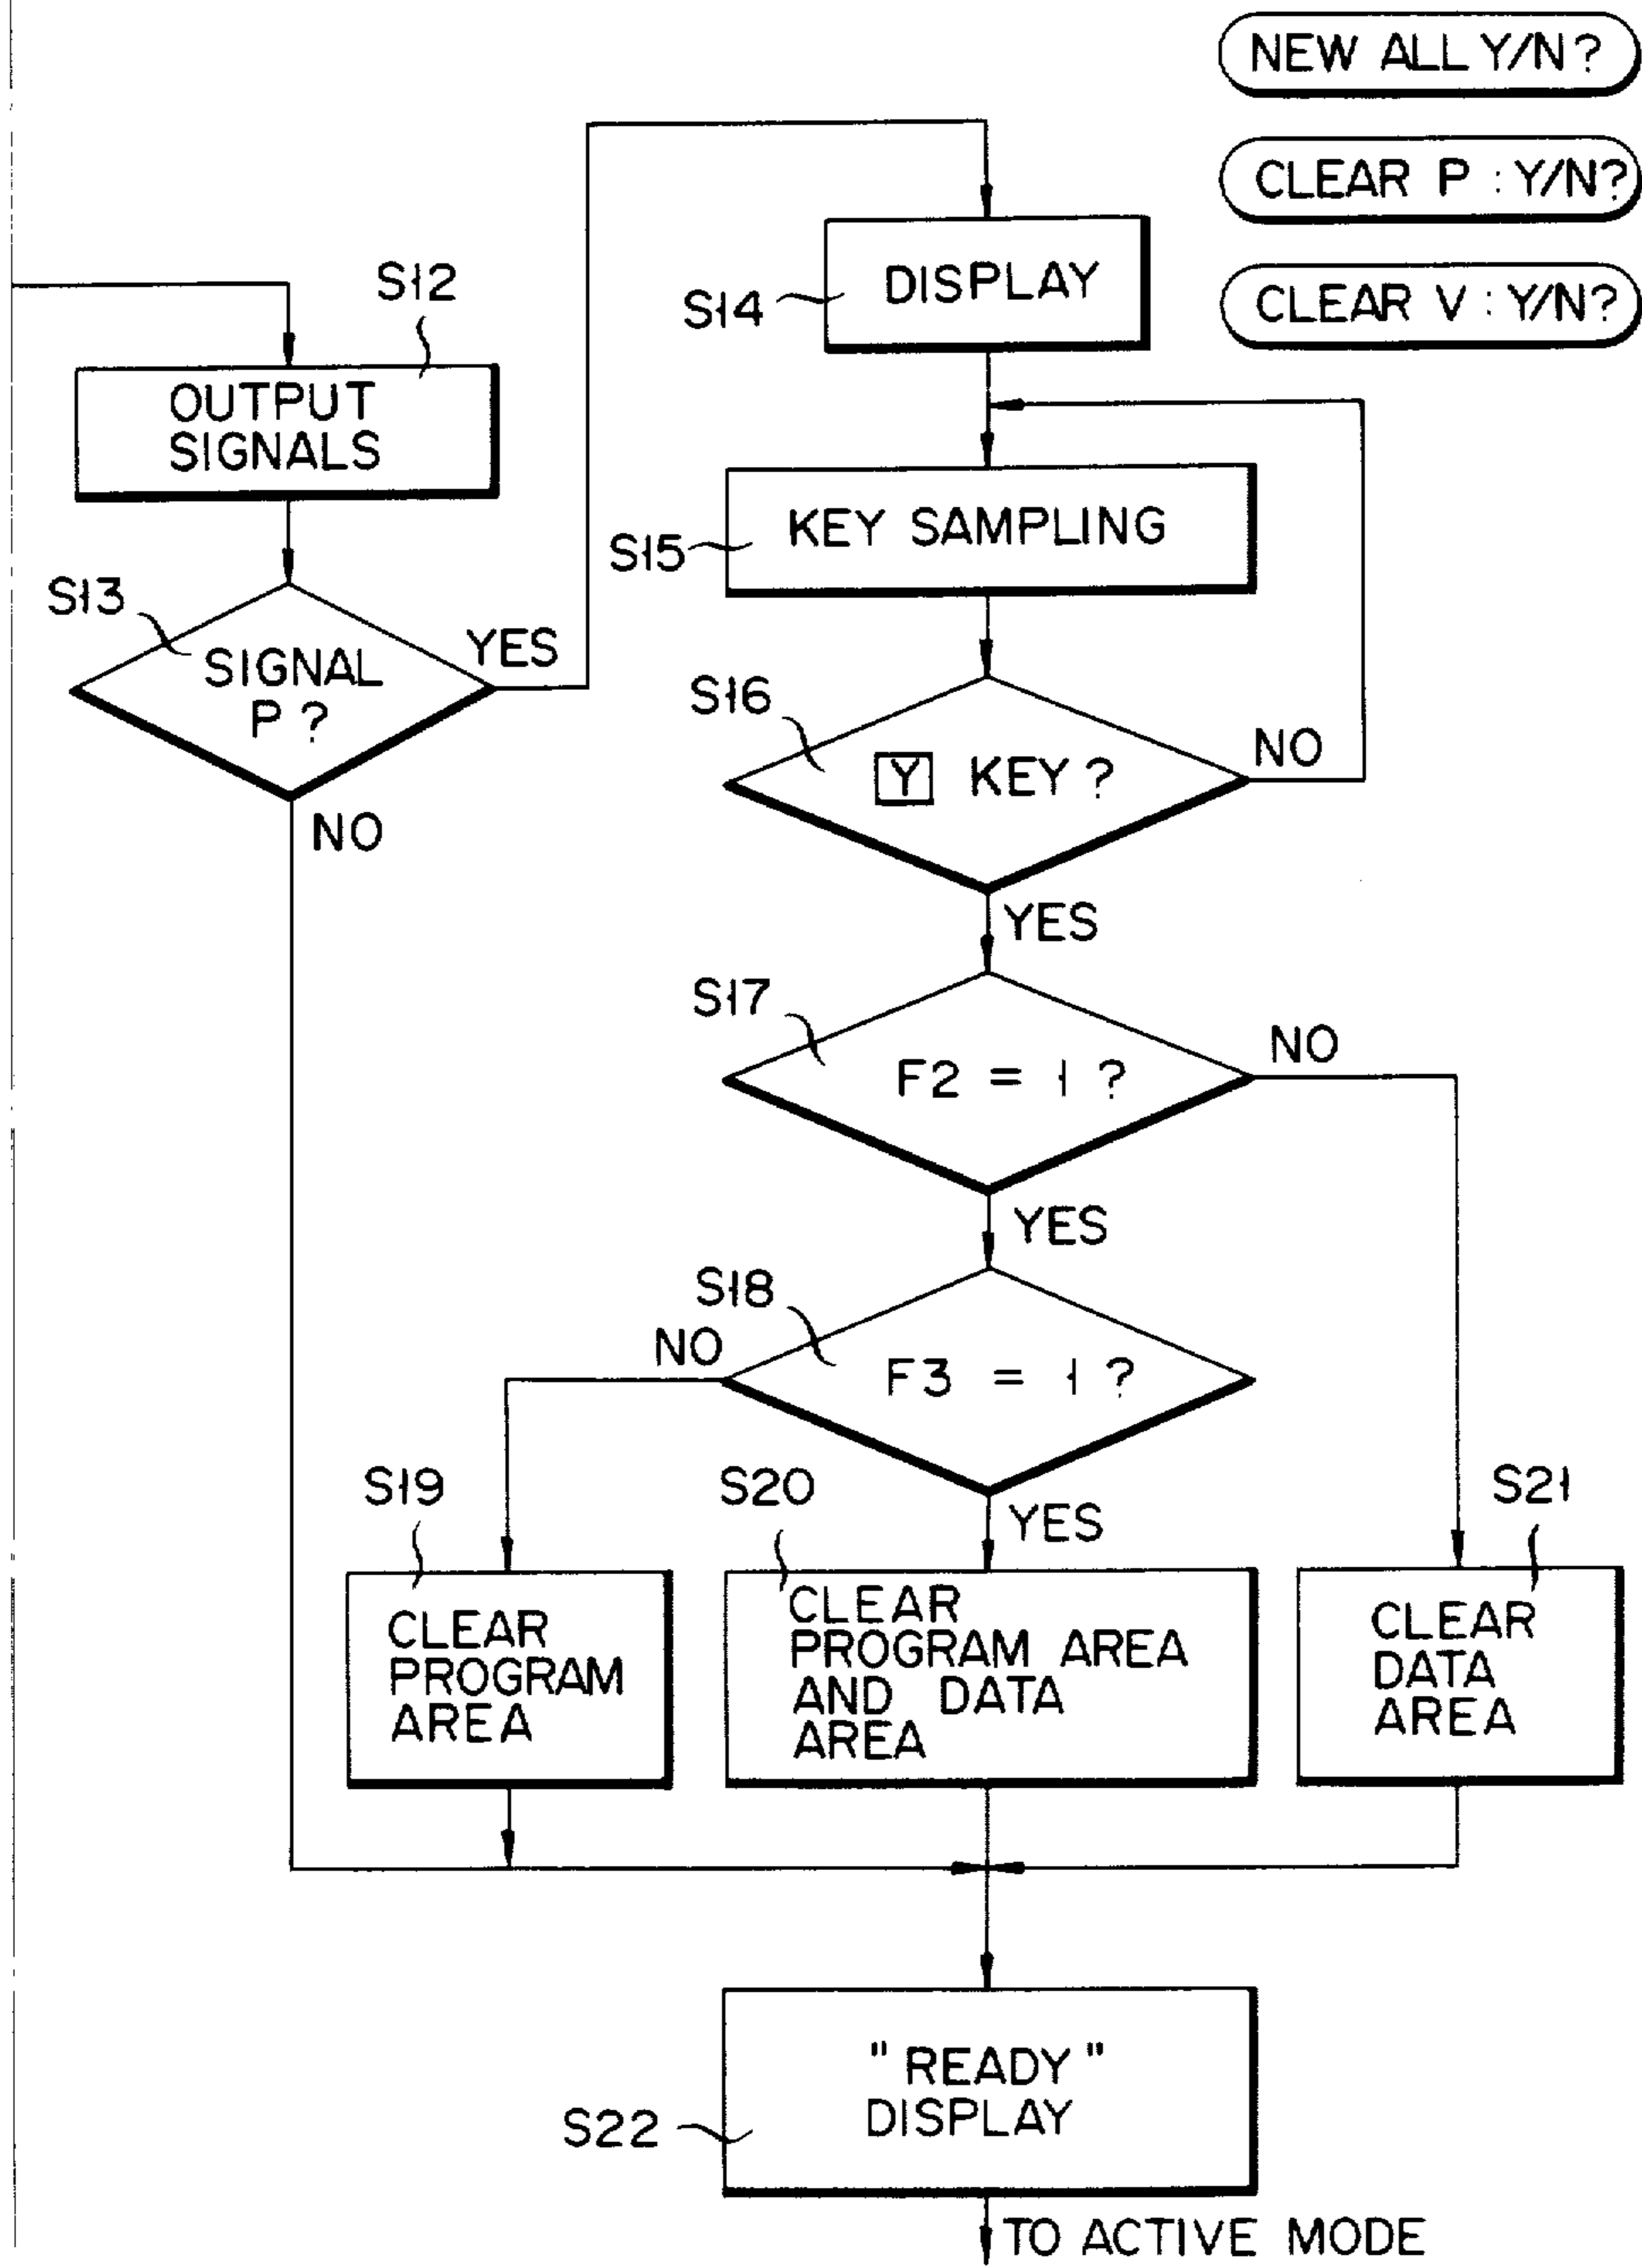 NEW ALL Y/N?
CLEAR P : Y/N?
CLEAR V : Y/N?
S12
OUTPUT
SIGNALS
S13
SIGNAL
P ?
YES
NO
S14
DISPLAY
S15
KEY SAMPLING
S16
Y KEY ?
NO
YES
S17
F2 = 1 ?
NO
YES
S18
F3 = 1 ?
NO
YES
S19
CLEAR
PROGRAM
AREA
S20
CLEAR
PROGRAM AREA
AND DATA
AREA
S21
CLEAR
DATA
AREA
S22
"READY"
DISPLAY
TO ACTIVE MODE